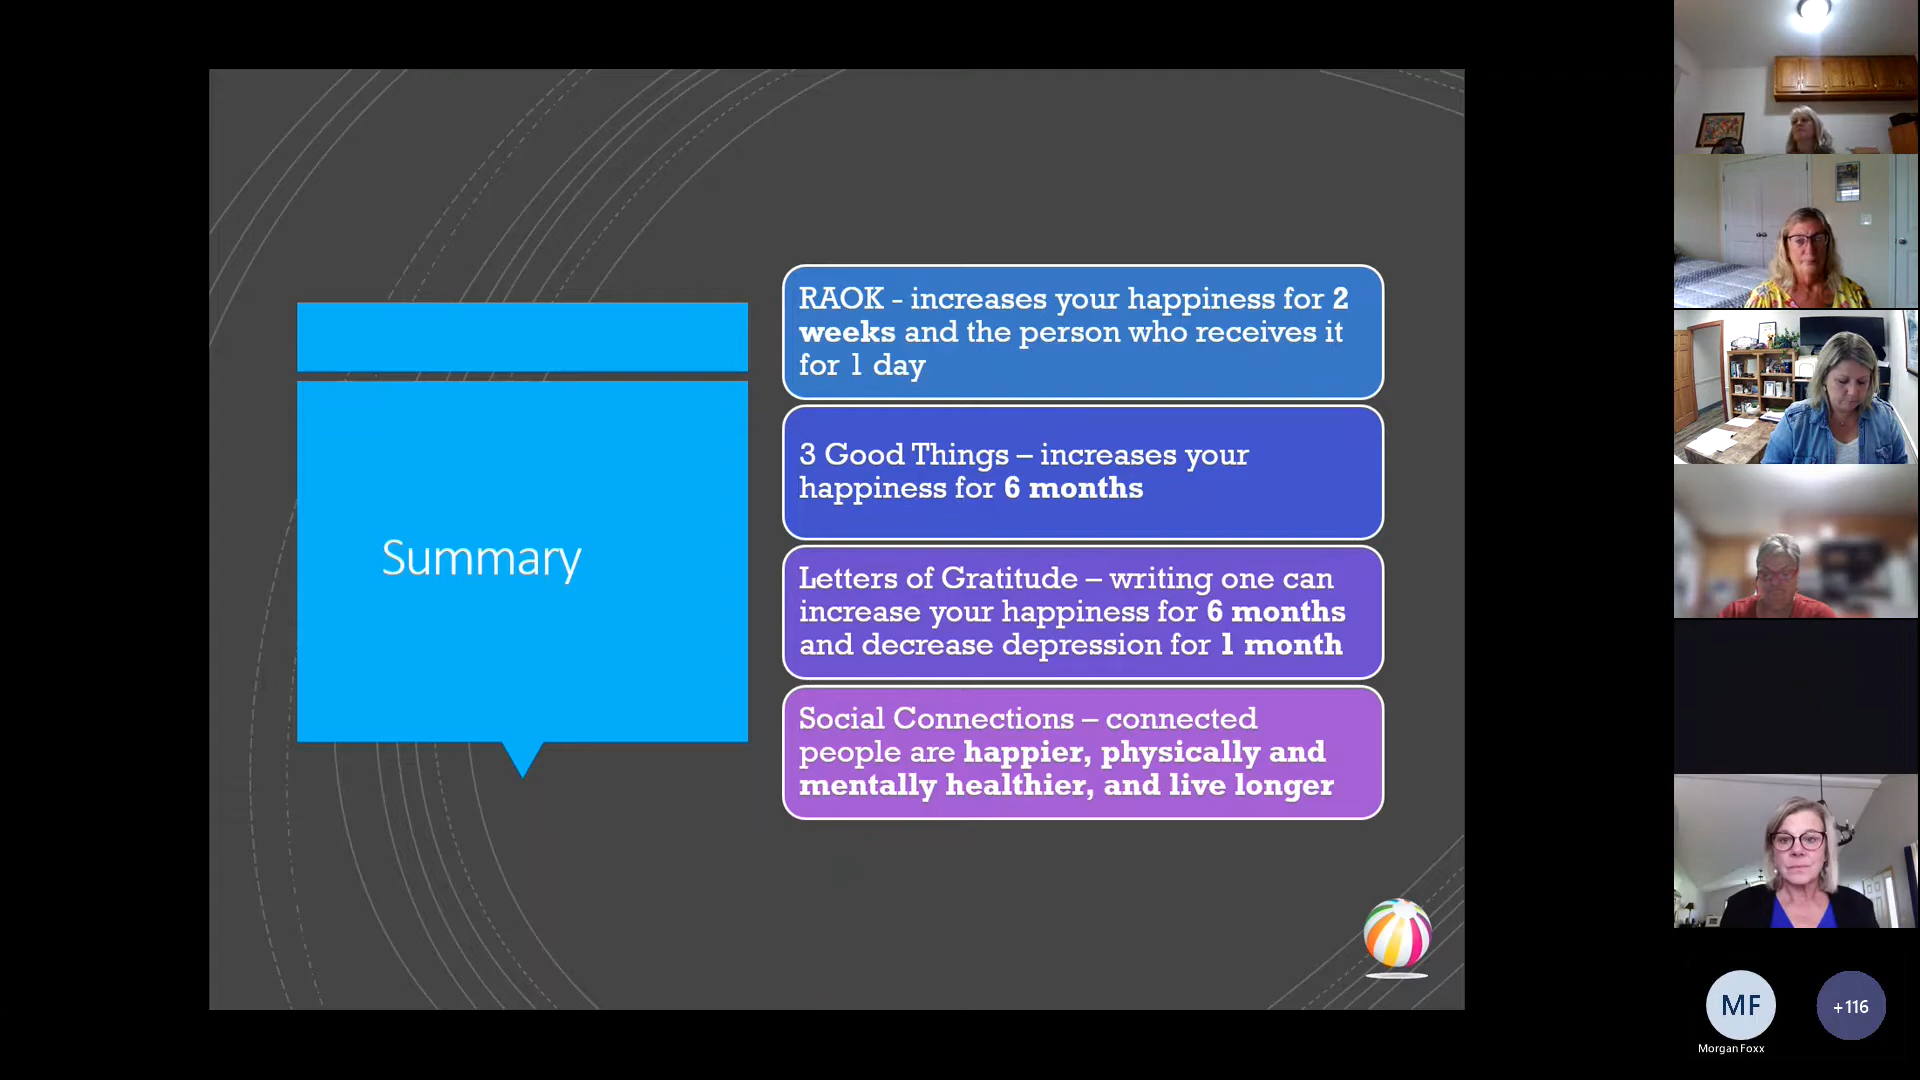 Summary
RAOK - increases your happiness for 2
weeks and the person who receives it
for 1 day
3 Good Things – increases your
happiness for 6 months
Letters of Gratitude – writing one can
increase your happiness for 6 months
and decrease depression for 1 month
Social Connections – connected
people are happier, physically and
mentally healthier, and live longer
MF
+116
Morgan Foxx